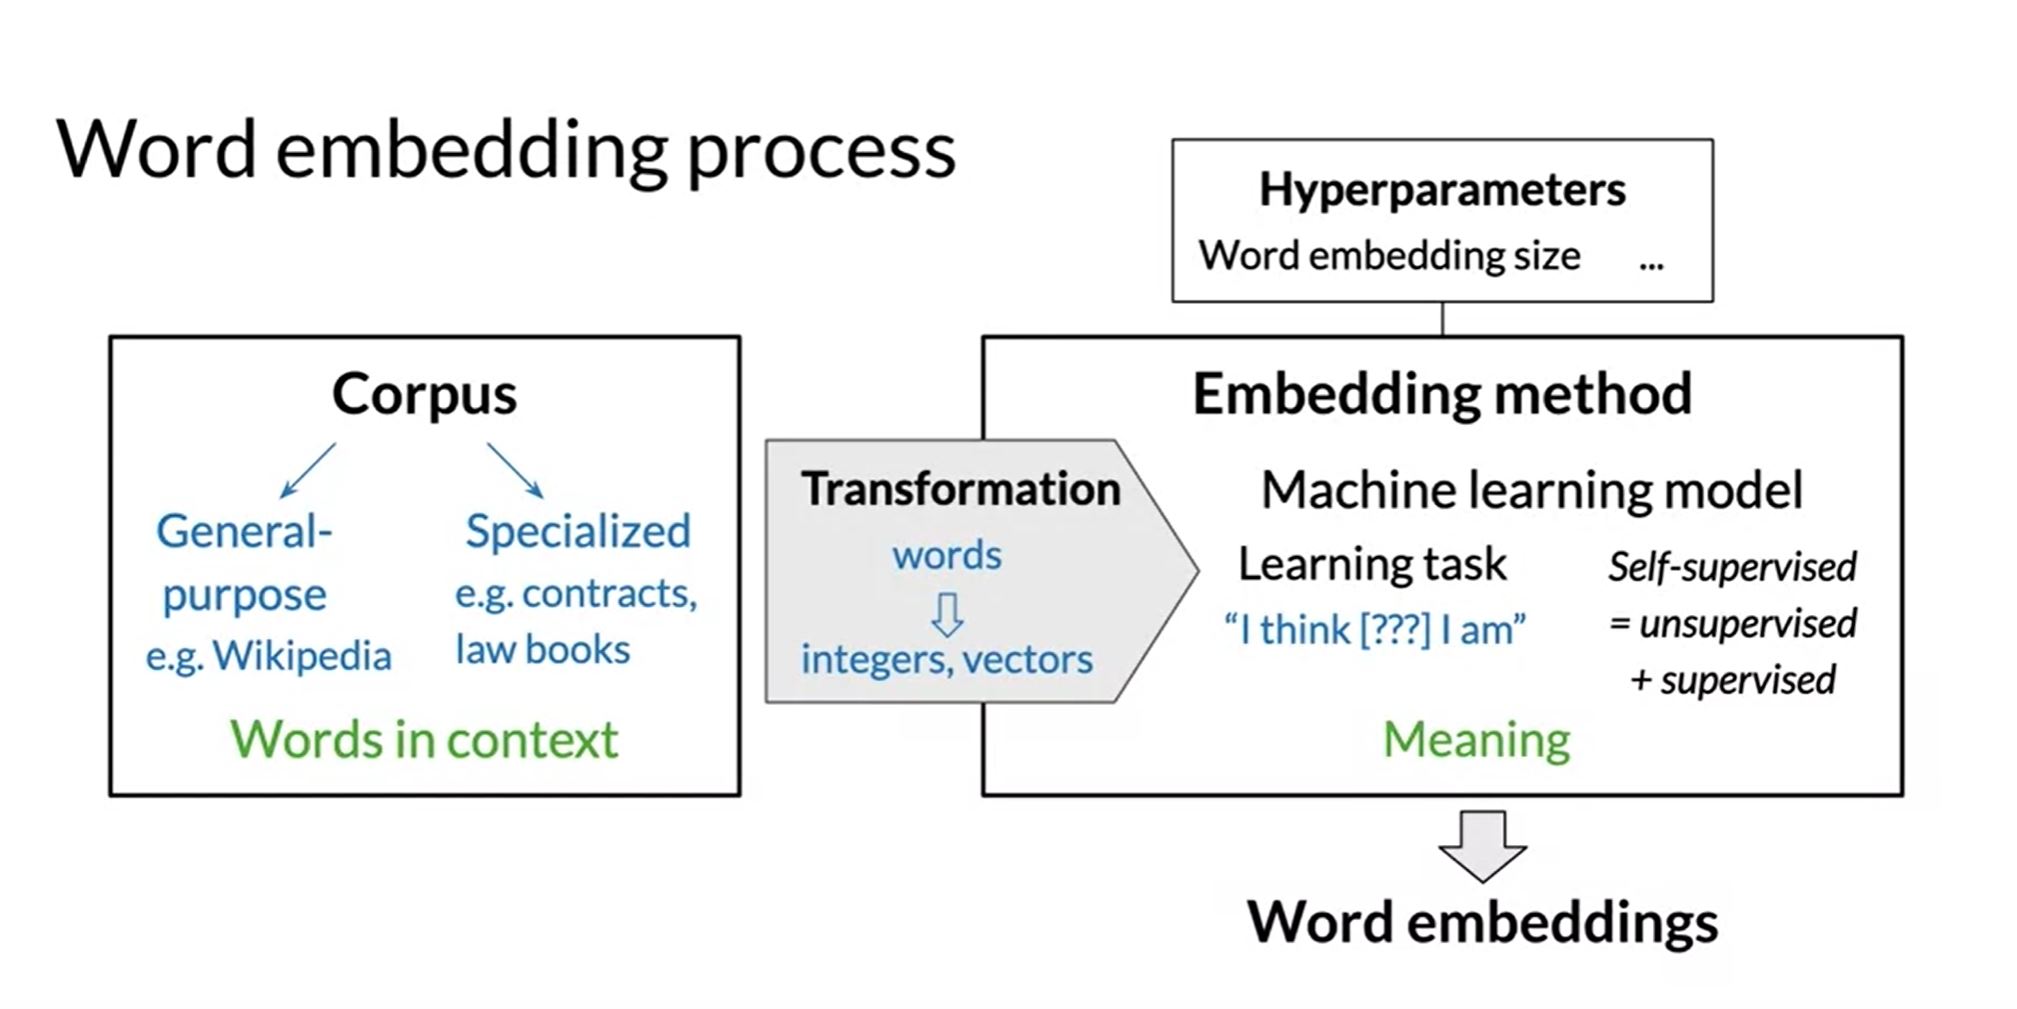 Word embedding process
Hyperparameters
Word embedding size ...
Corpus
General-
purpose
e.g. Wikipedia
Specialized
e.g. contracts,
law books
Words in context
Transformation
words
integers, vectors
Embedding method
Machine learning model
Learning task
“I think [???] I am”
Self-supervised
= unsupervised
+ supervised
Meaning
Word embeddings